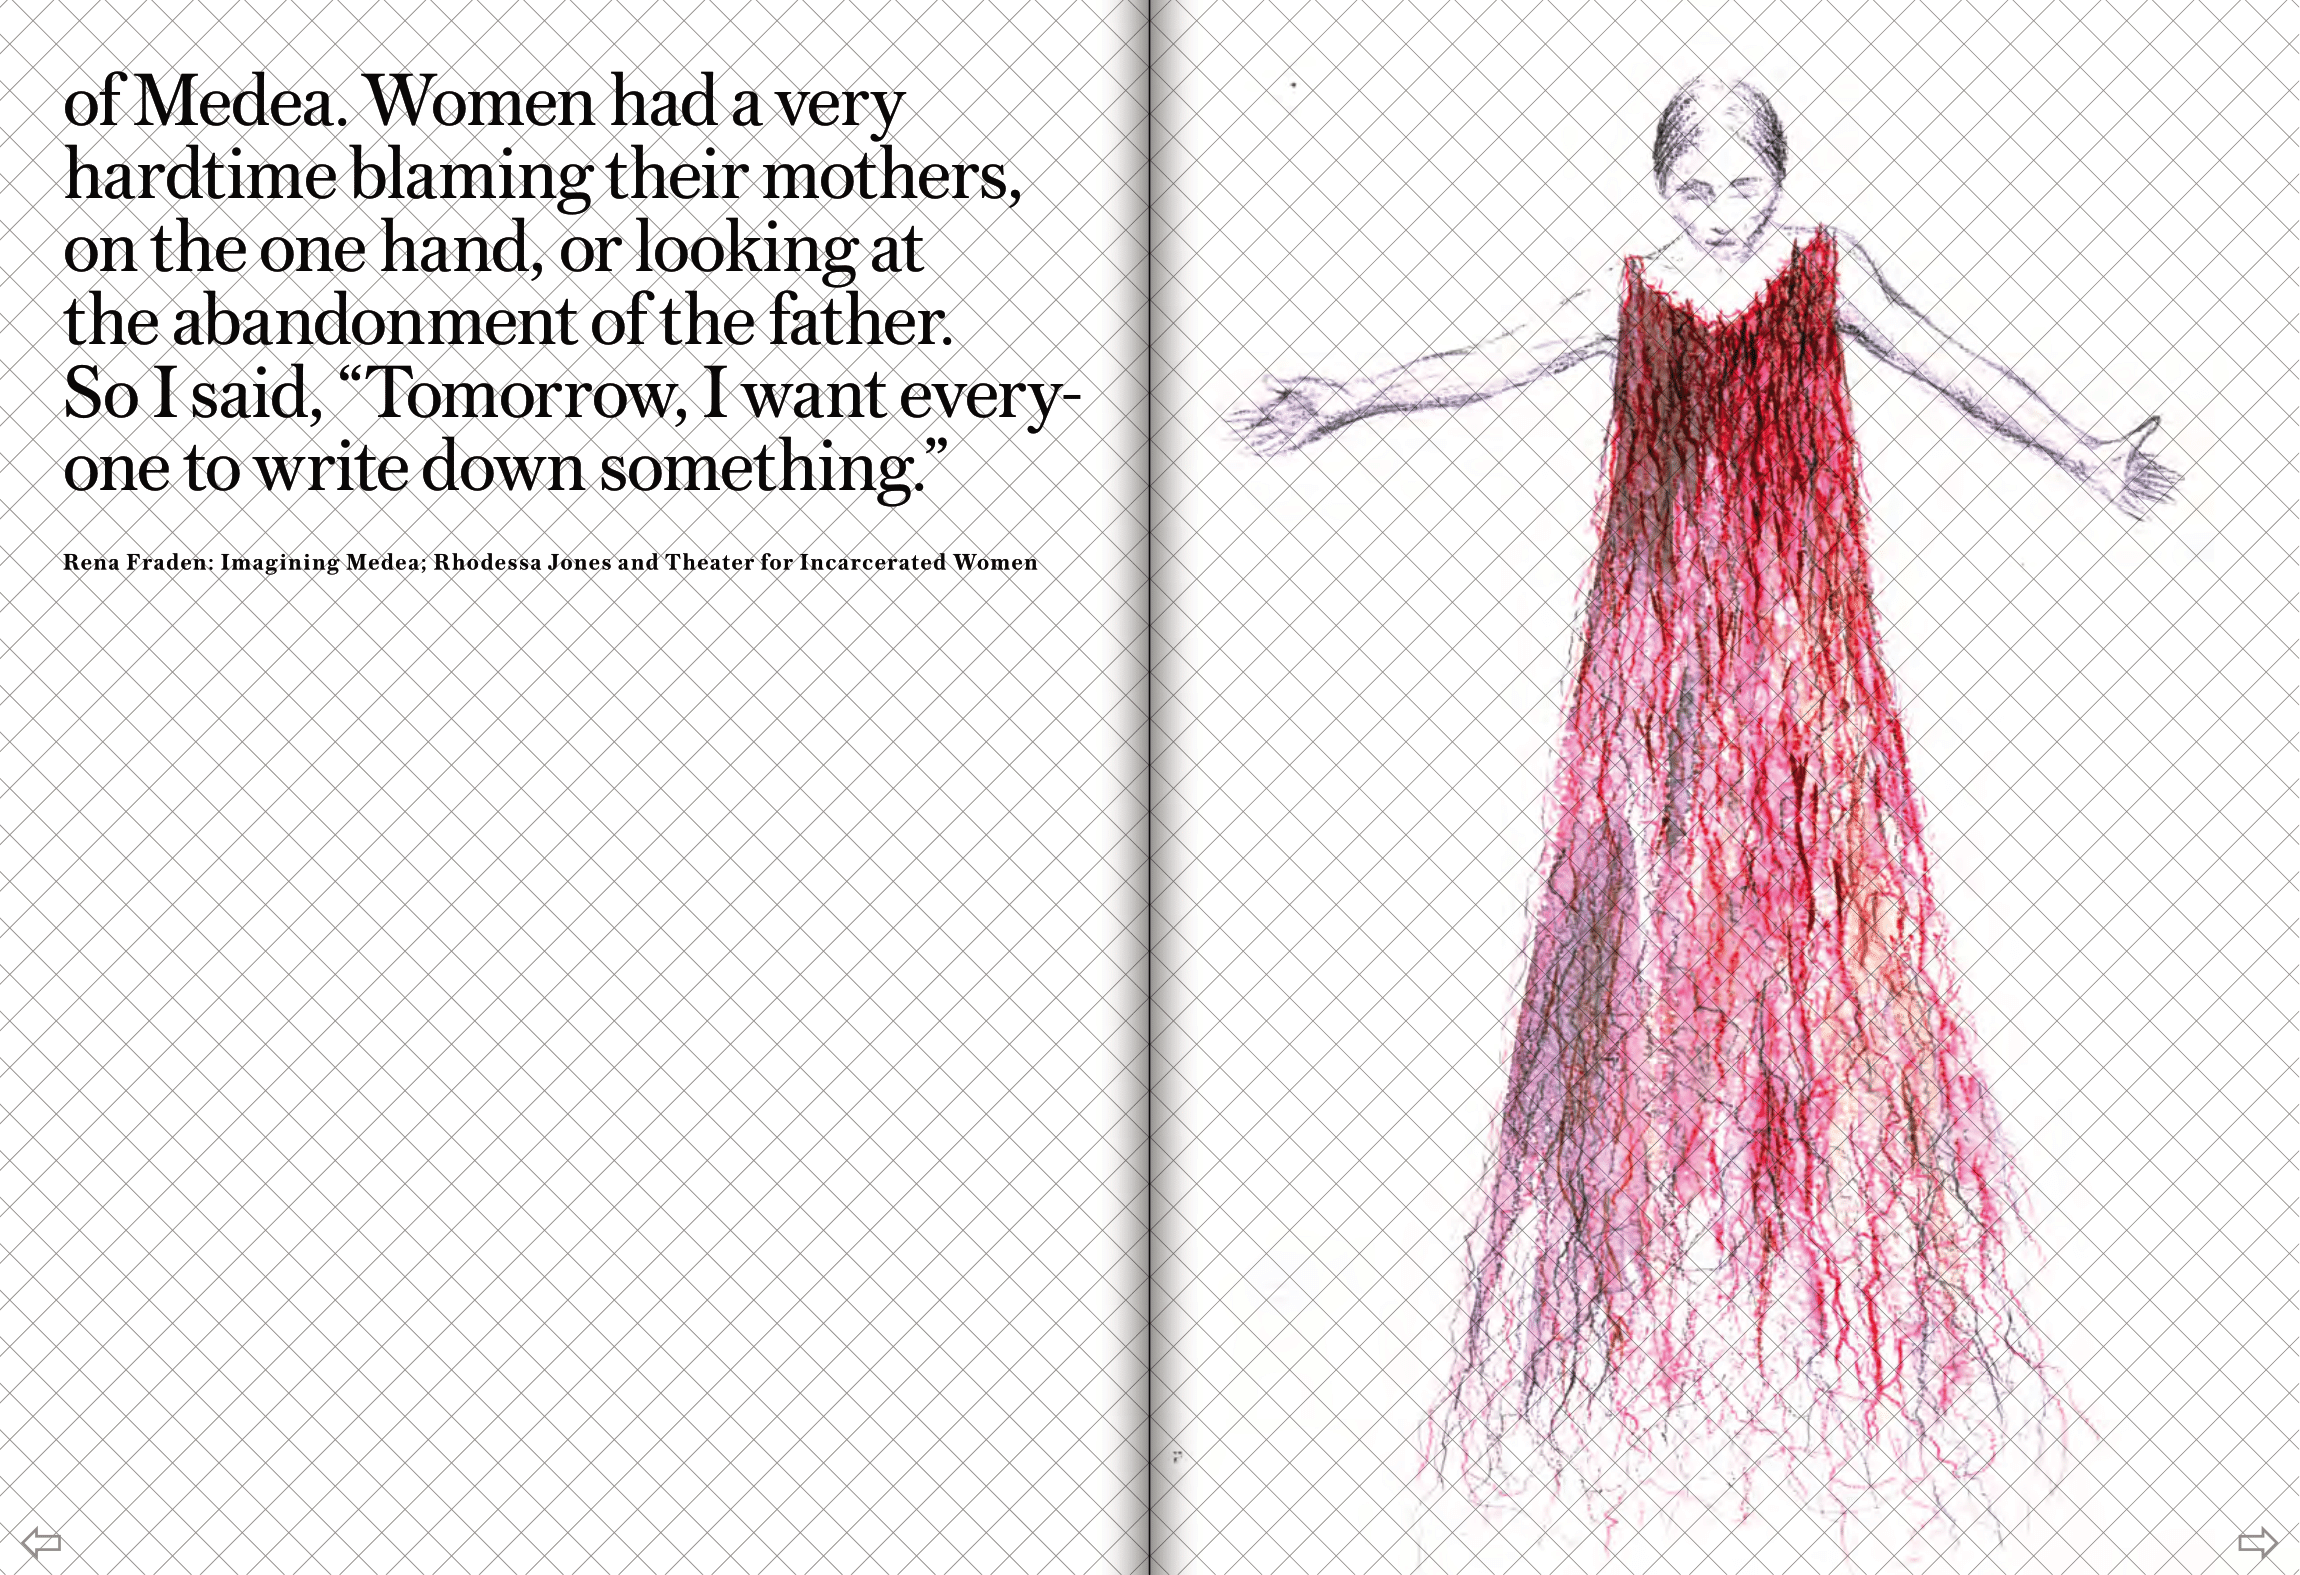 of Medea. Women had a very
hardtime blaming their mothers,
on the one hand, or looking at
the abandonment of the father.
So I said, “Tomorrow, I want every-
one to write down something.”
Rena Fraden: Imagining Medea; Rhodessa Jones and Theater for Incarcerated Women